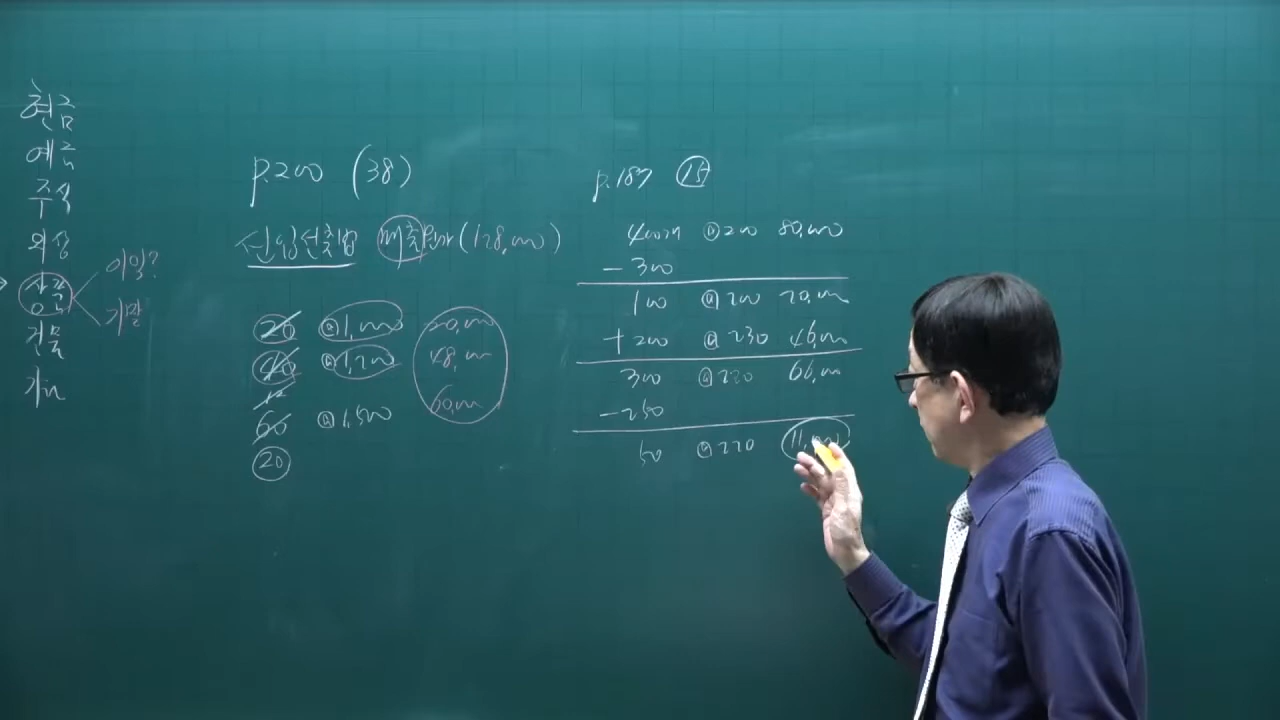 현금
예금
주식
외상
상품
건물
이익?
기말
p.200 (38)
선입선출법 매출원가 (128,000)
20 @1,000 20,000
40 @1,200 48,000
60 @1,500 60,000
20
p.187 15
400개 @200 80,000
-300
100 @200 20,000
+200 @230 46,000
300 @220 66,000
-250
50 @220 11,000